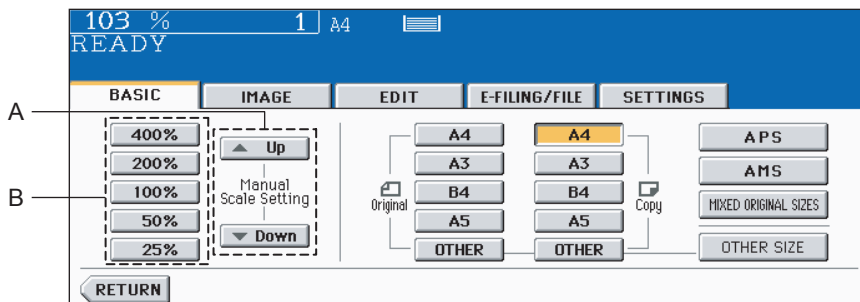 103 % 1 A4
READY
BASIC IMAGE EDIT E-FILING/FILE SETTINGS
A
B
400%
200%
100%
50%
25%
Up
Manual
Scale Setting
Down
Original
A4
A3
B4
A5
OTHER
A4
A3
B4
A5
OTHER
Copy
APS
AMS
MIXED ORIGINAL SIZES
OTHER SIZE
RETURN